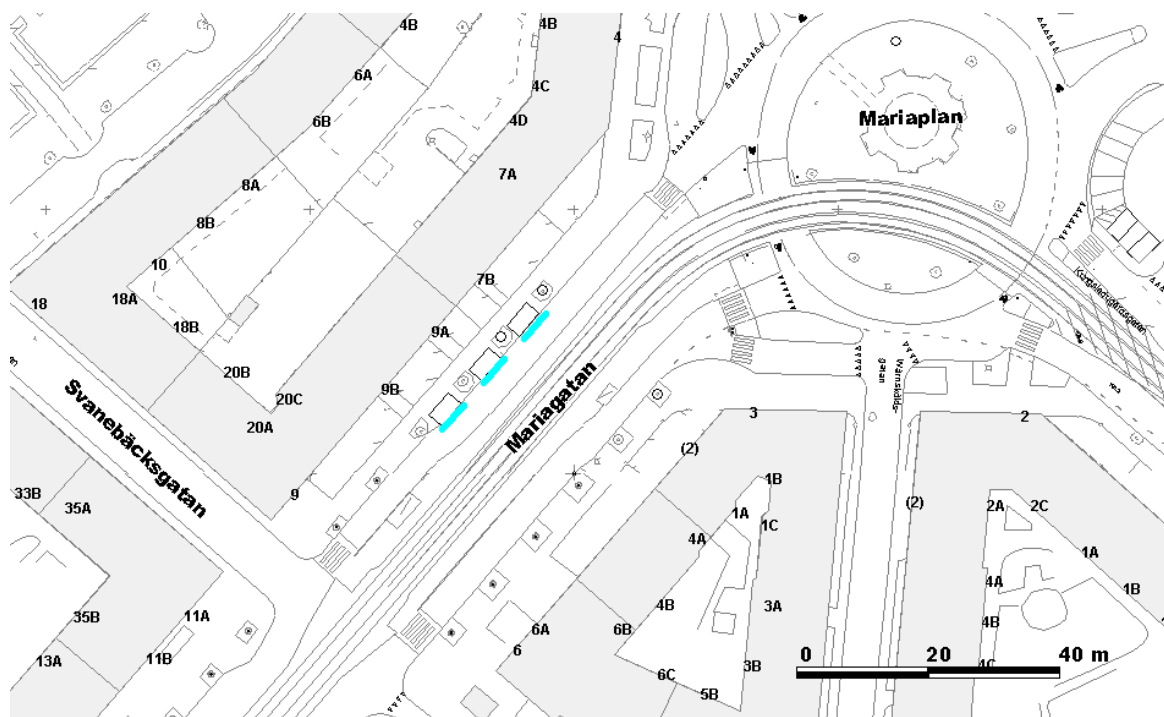 4B
4B
4
6A
4C
6B
4D
Mariaplan
7A
8A
8B
10
7B
18A
18
18B
9A
Mariagatan
20B
9B
20C
20A
3
2
(2)
Svanebäcksgatan
9
1B
33B
35A
1A
1C
(2)
2A
2C
4A
1A
4A
1B
4B
3A
11A
35B
6A
6B
4B
6
13A
11B
3B
4C
6C
5B
0 20 40 m